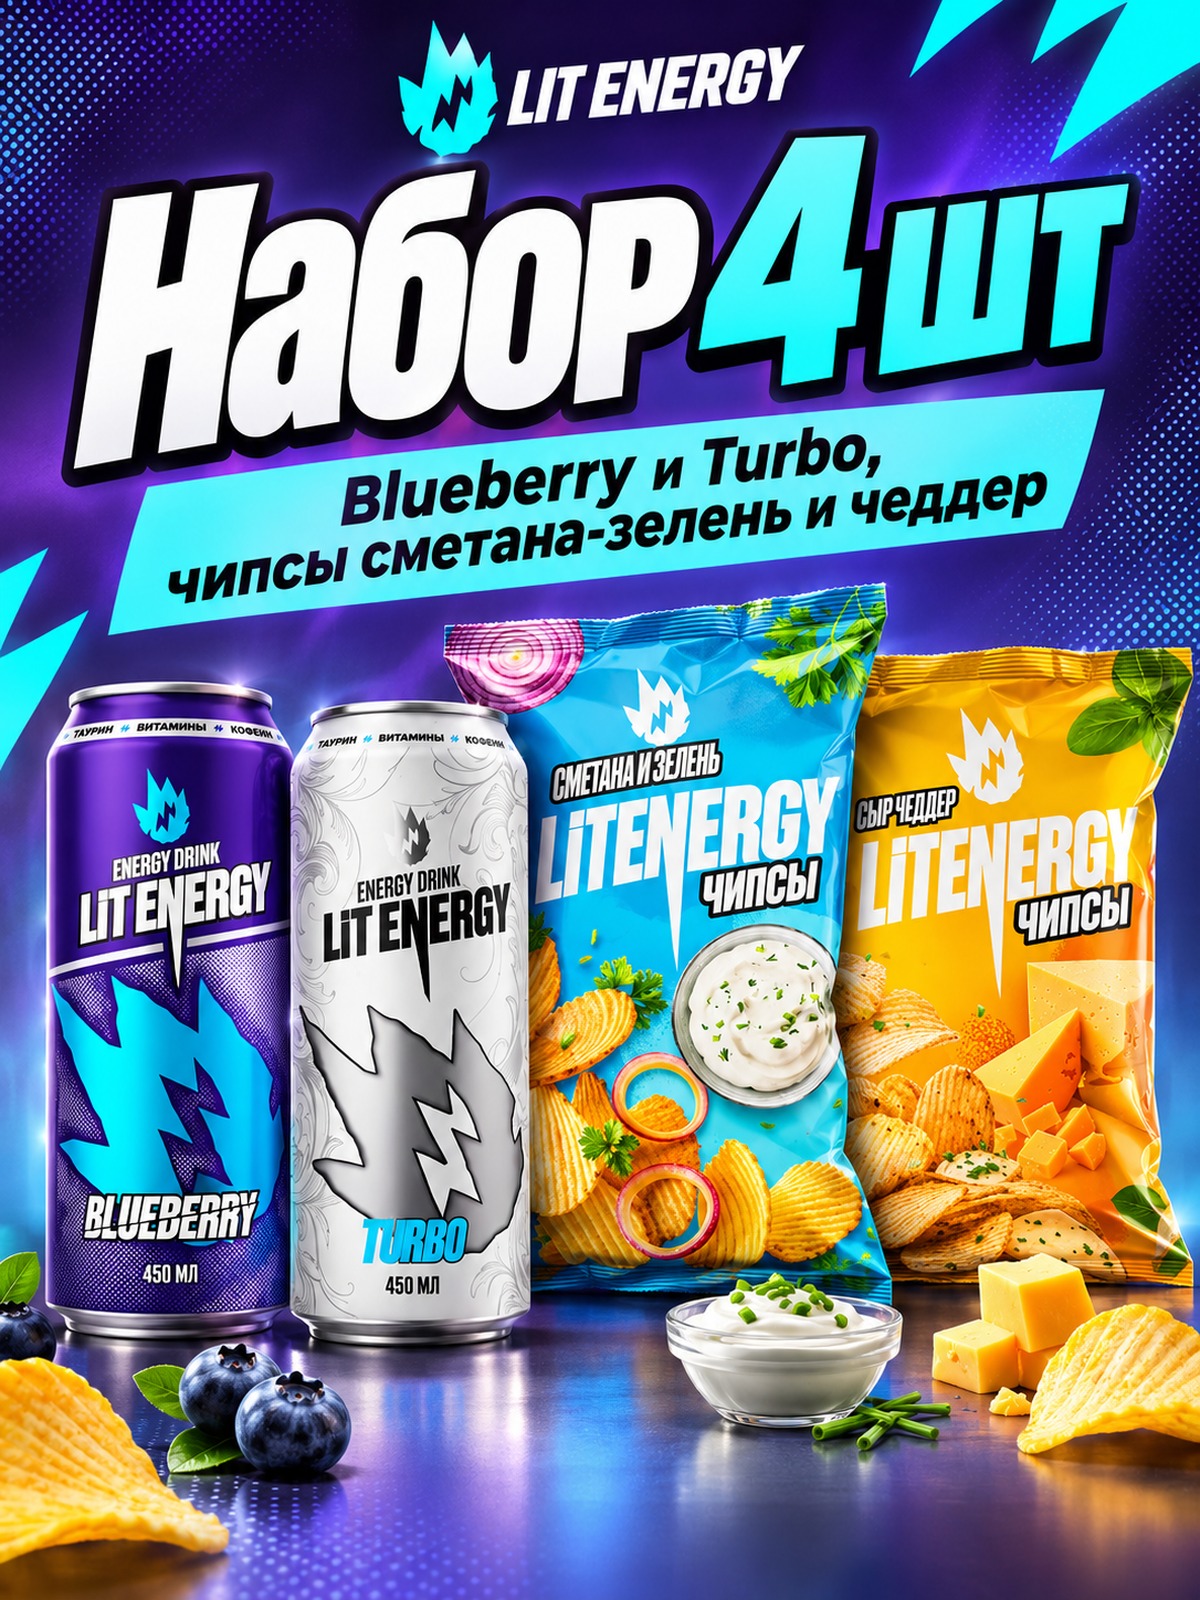 LIT ENERGY
Набор 4 шт
Blueberry и Turbo,
чипсы сметана-зелень и чеддер
ТАУРИН ВИТАМИНЫ КОФЕИН
ENERGY DRINK
LiT ENERGY
BLUEBERRY
450 МЛ
ТАУРИН ВИТАМИНЫ КОФЕИН
ENERGY DRINK
LiT ENERGY
TURBO
450 МЛ
СМЕТАНА И ЗЕЛЕНЬ
LiTENERGY
ЧИПСЫ
СЫР ЧЕДДЕР
LiTENERGY
ЧИПСЫ